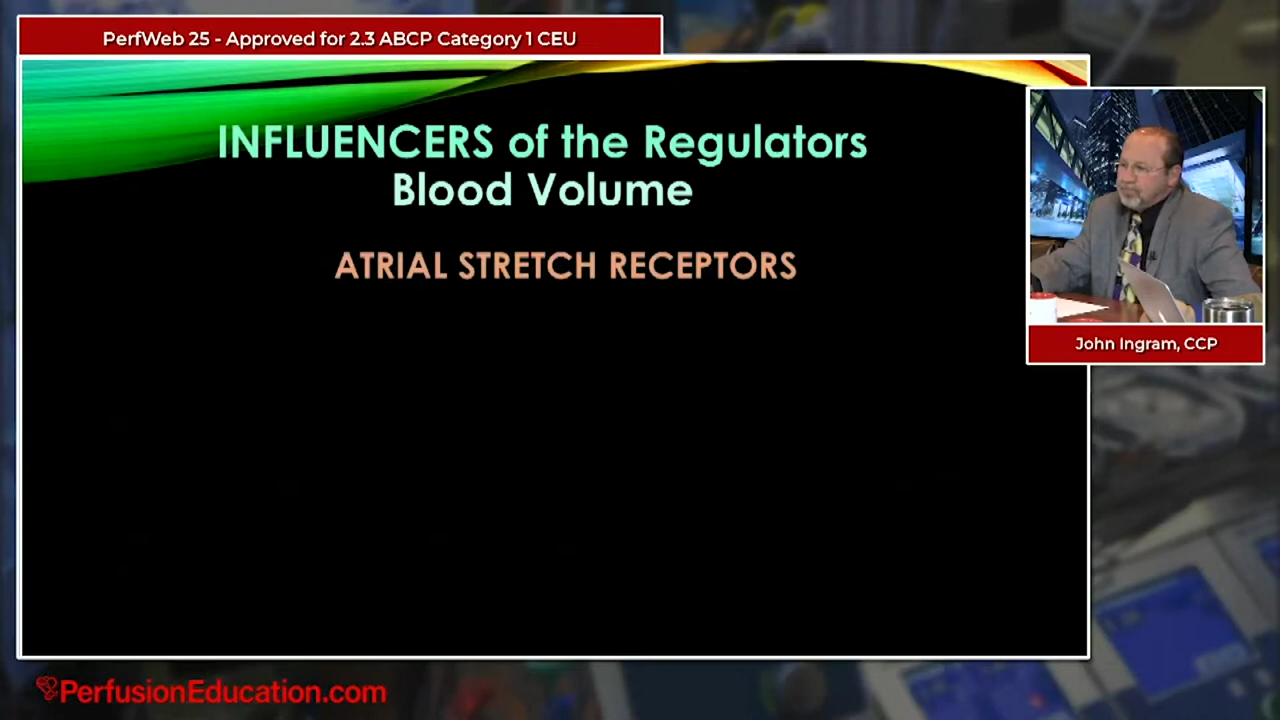 PerfWeb 25 - Approved for 2.3 ABCP Category 1 CEU
INFLUENCERS of the Regulators
Blood Volume
ATRIAL STRETCH RECEPTORS
John Ingram, CCP
PerfusionEducation.com